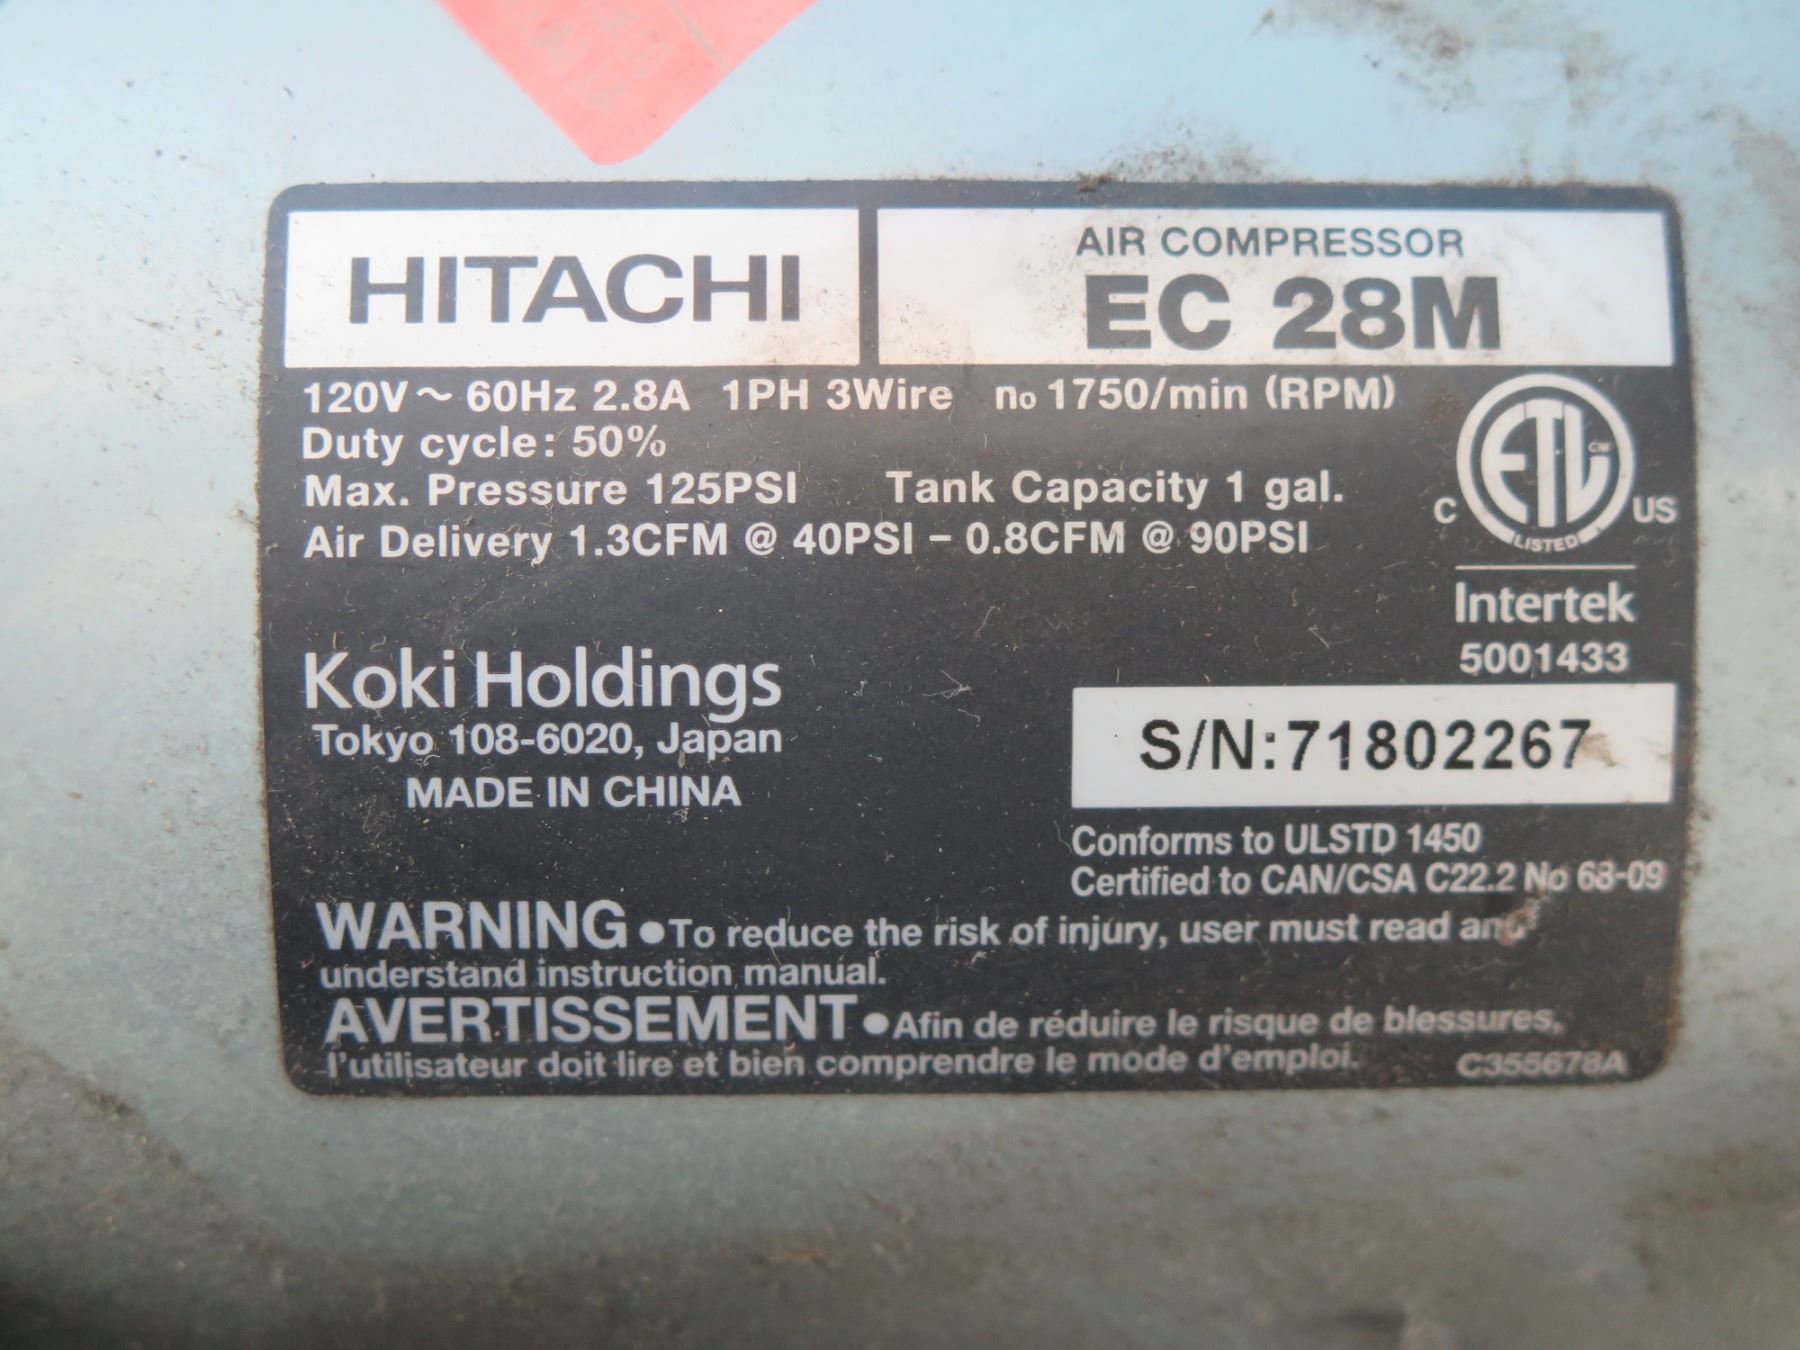 HITACHI
AIR COMPRESSOR
EC 28M
120V ~ 60Hz 2.8A 1PH 3Wire no 1750/min (RPM)
Duty cycle: 50%
Max. Pressure 125PSI Tank Capacity 1 gal.
Air Delivery 1.3CFM @ 40PSI – 0.8CFM @ 90PSI
C ETL CM US
LISTED
Intertek
5001433
Koki Holdings
Tokyo 108-6020, Japan
MADE IN CHINA
S/N:71802267
Conforms to ULSTD 1450
Certified to CAN/CSA C22.2 No 68-09
WARNING ●To reduce the risk of injury, user must read and
understand instruction manual.
AVERTISSEMENT ●Afin de réduire le risque de blessures,
l'utilisateur doit lire et bien comprendre le mode d'emploi.
C355678A